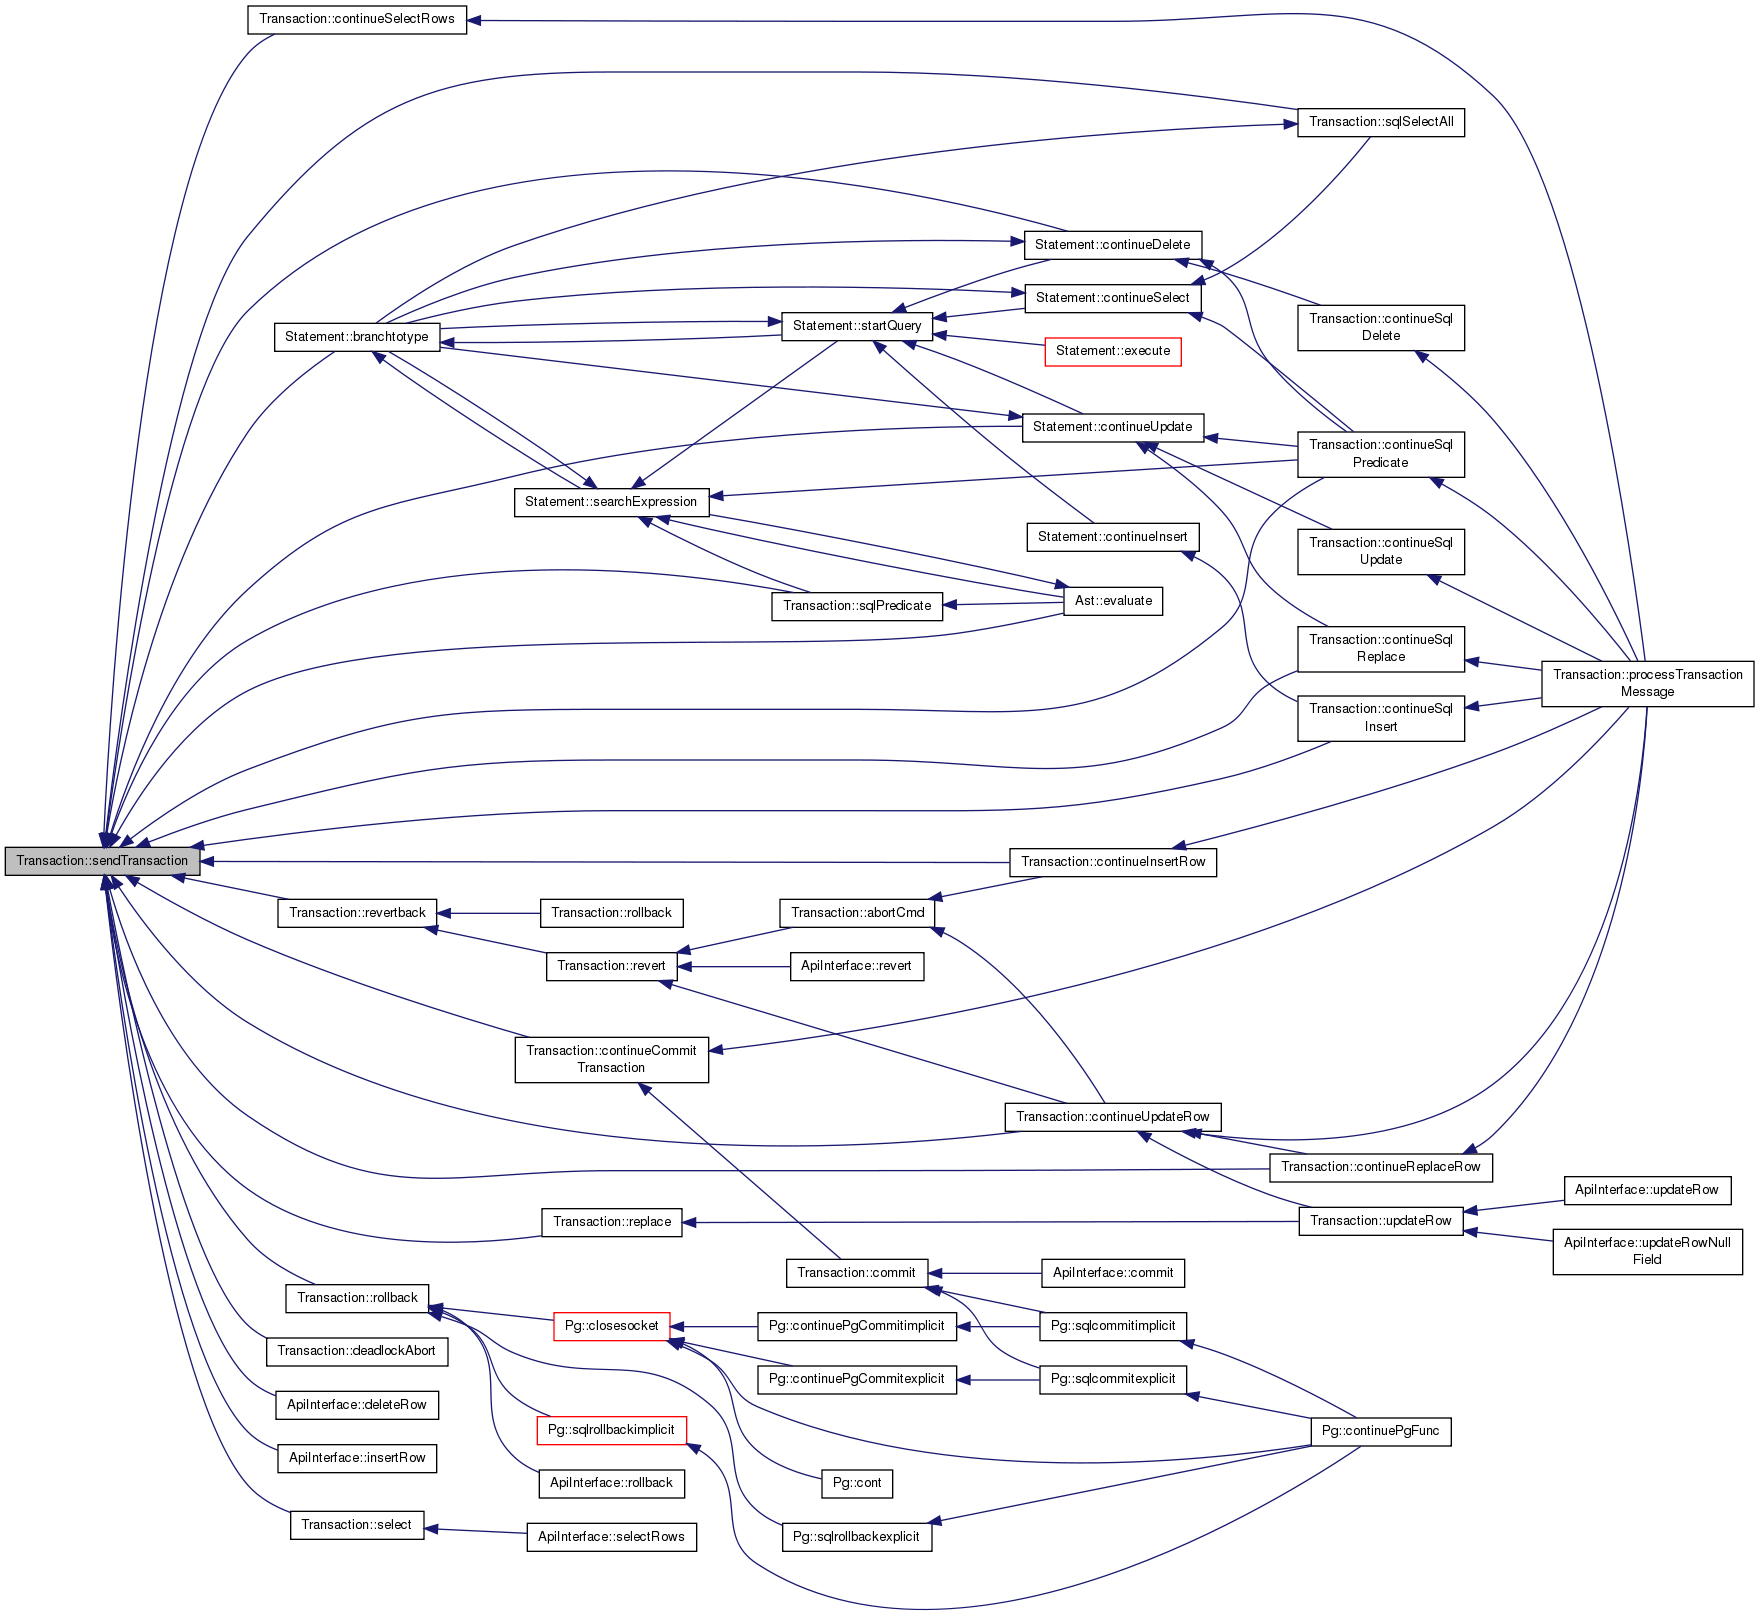 Transaction::continueSelectRows
Transaction::sqlSelectAll
Statement::continueDelete
Statement::continueSelect
Transaction::continueSql
Delete
Statement::branchtotype
Statement::startQuery
Statement::execute
Statement::continueUpdate
Transaction::continueSql
Predicate
Statement::searchExpression
Statement::continueInsert
Transaction::continueSql
Update
Ast::evaluate
Transaction::sqlPredicate
Transaction::continueSql
Replace
Transaction::processTransaction
Message
Transaction::continueSql
Insert
Transaction::sendTransaction
Transaction::continueInsertRow
Transaction::revertback
Transaction::rollback
Transaction::abortCmd
Transaction::revert
ApiInterface::revert
Transaction::continueCommit
Transaction
Transaction::continueUpdateRow
Transaction::continueReplaceRow
ApiInterface::updateRow
Transaction::replace
Transaction::updateRow
ApiInterface::updateRowNull
Field
Transaction::commit
ApiInterface::commit
Transaction::rollback
Pg::closesocket
Pg::continuePgCommitimplicit
Pg::sqlcommitimplicit
Transaction::deadlockAbort
Pg::continuePgCommitexplicit
Pg::sqlcommitexplicit
ApiInterface::deleteRow
Pg::sqlrollbackimplicit
Pg::continuePgFunc
ApiInterface::insertRow
ApiInterface::rollback
Pg::cont
Transaction::select
ApiInterface::selectRows
Pg::sqlrollbackexplicit